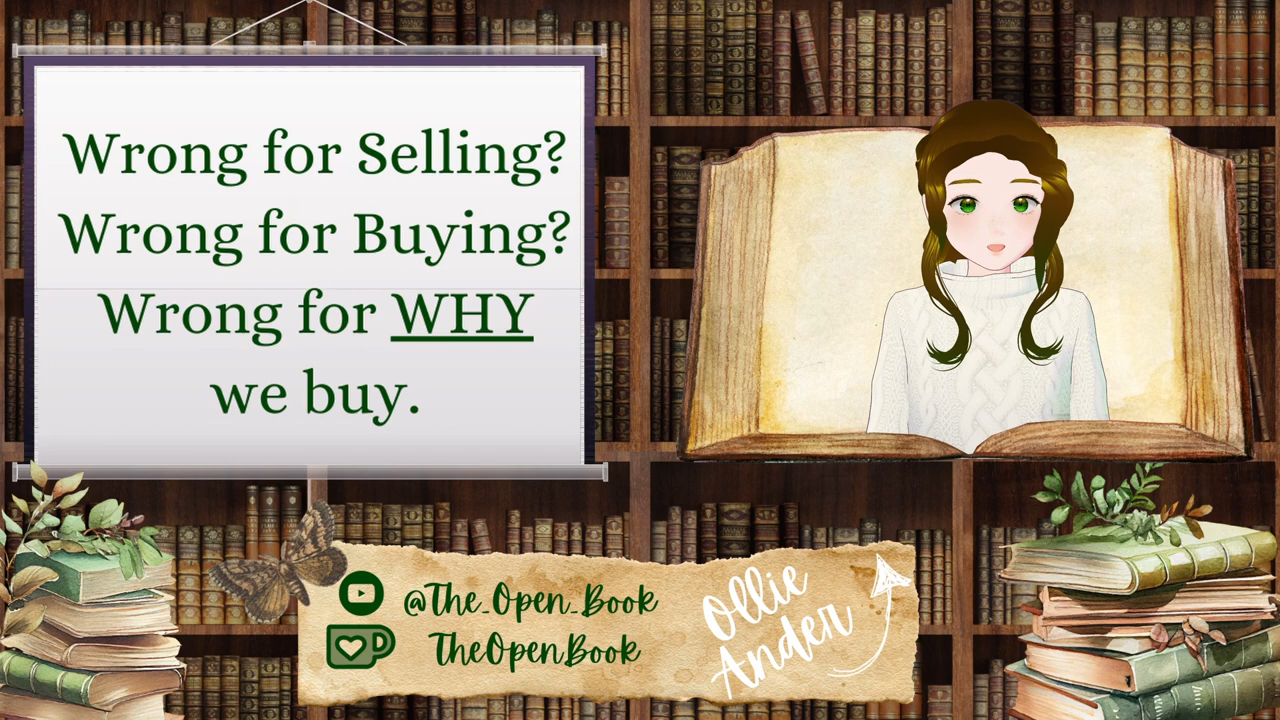 Wrong for Selling?
Wrong for Buying?
Wrong for WHY
we buy.
@The_Open_Book
TheOpenBook
Ollie
Ander